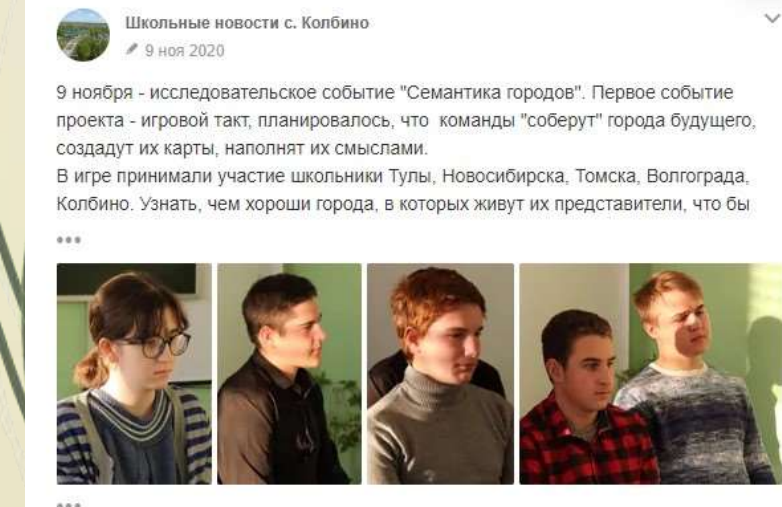 Школьные новости с. Колбино
9 ноя 2020
9 ноября - исследовательское событие "Семантика городов". Первое событие
проекта - игровой такт, планировалось, что команды "соберут" города будущего,
создадут их карты, наполнят их смыслами.
В игре принимали участие школьники Тулы, Новосибирска, Томска, Волгограда,
Колбино. Узнать, чем хороши города, в которых живут их представители, что бы